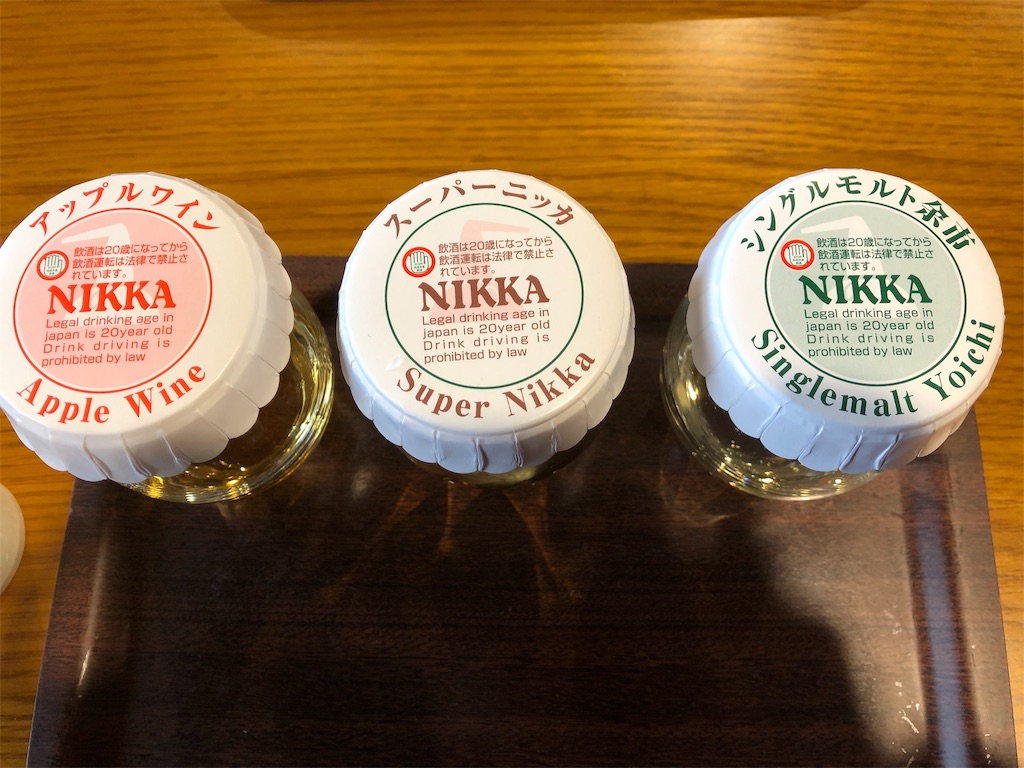 アップルワイン
飲酒は20歳になってから
飲酒運転は法律で禁止さ
れています。
NIKKA
Legal drinking age in
japan is 20year old
Drink driving is
prohibited by law
Apple Wine
スーパーニッカ
飲酒は20歳になってから
飲酒運転は法律で禁止さ
れています。
NIKKA
Legal drinking age in
japan is 20year old
Drink driving is
prohibited by law
Super Nikka
シングルモルト余市
飲酒は20歳になってから
飲酒運転は法律で禁止さ
れています。
NIKKA
Legal drinking age in
japan is 20year old
Drink driving is
prohibited by law
Singlemalt Yoichi